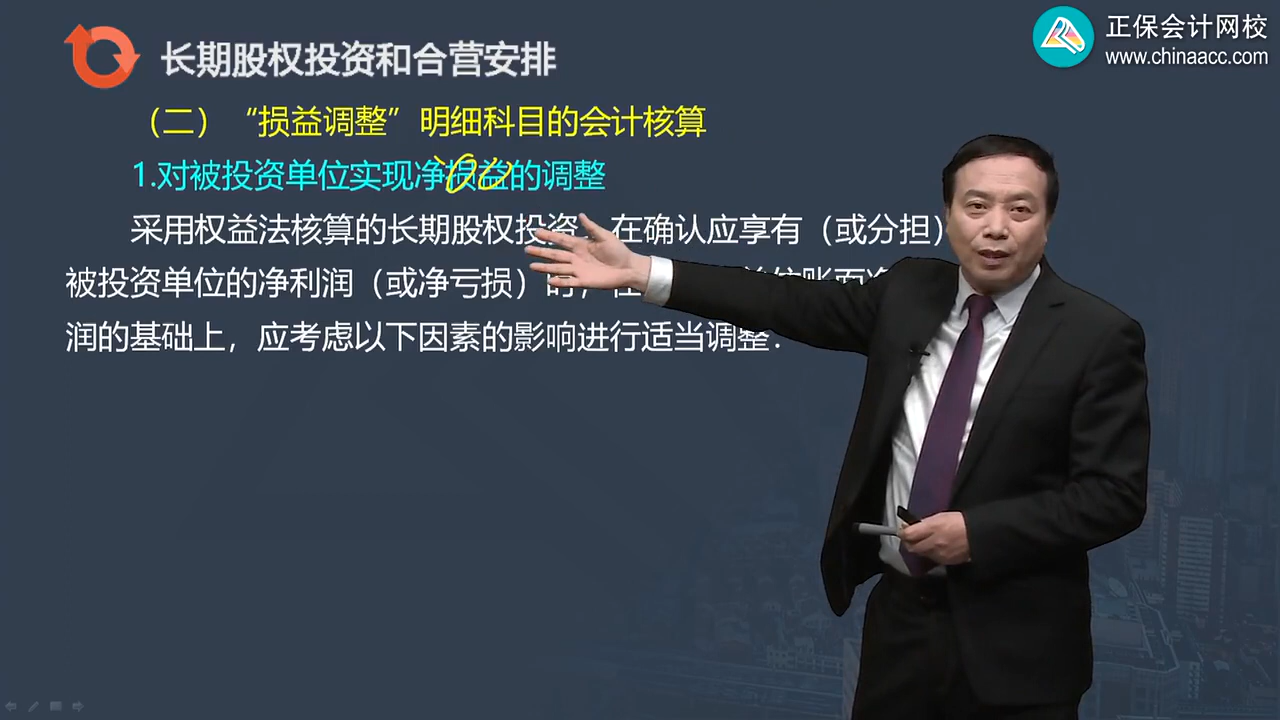 正保会计网校
www.chinaacc.com
长期股权投资和合营安排
（二）“损益调整”明细科目的会计核算
1.对被投资单位实现净损益的调整
采用权益法核算的长期股权投资，在确认应享有（或分担）
被投资单位的净利润（或净亏损）时，在
润的基础上，应考虑以下因素的影响进行适当调整：